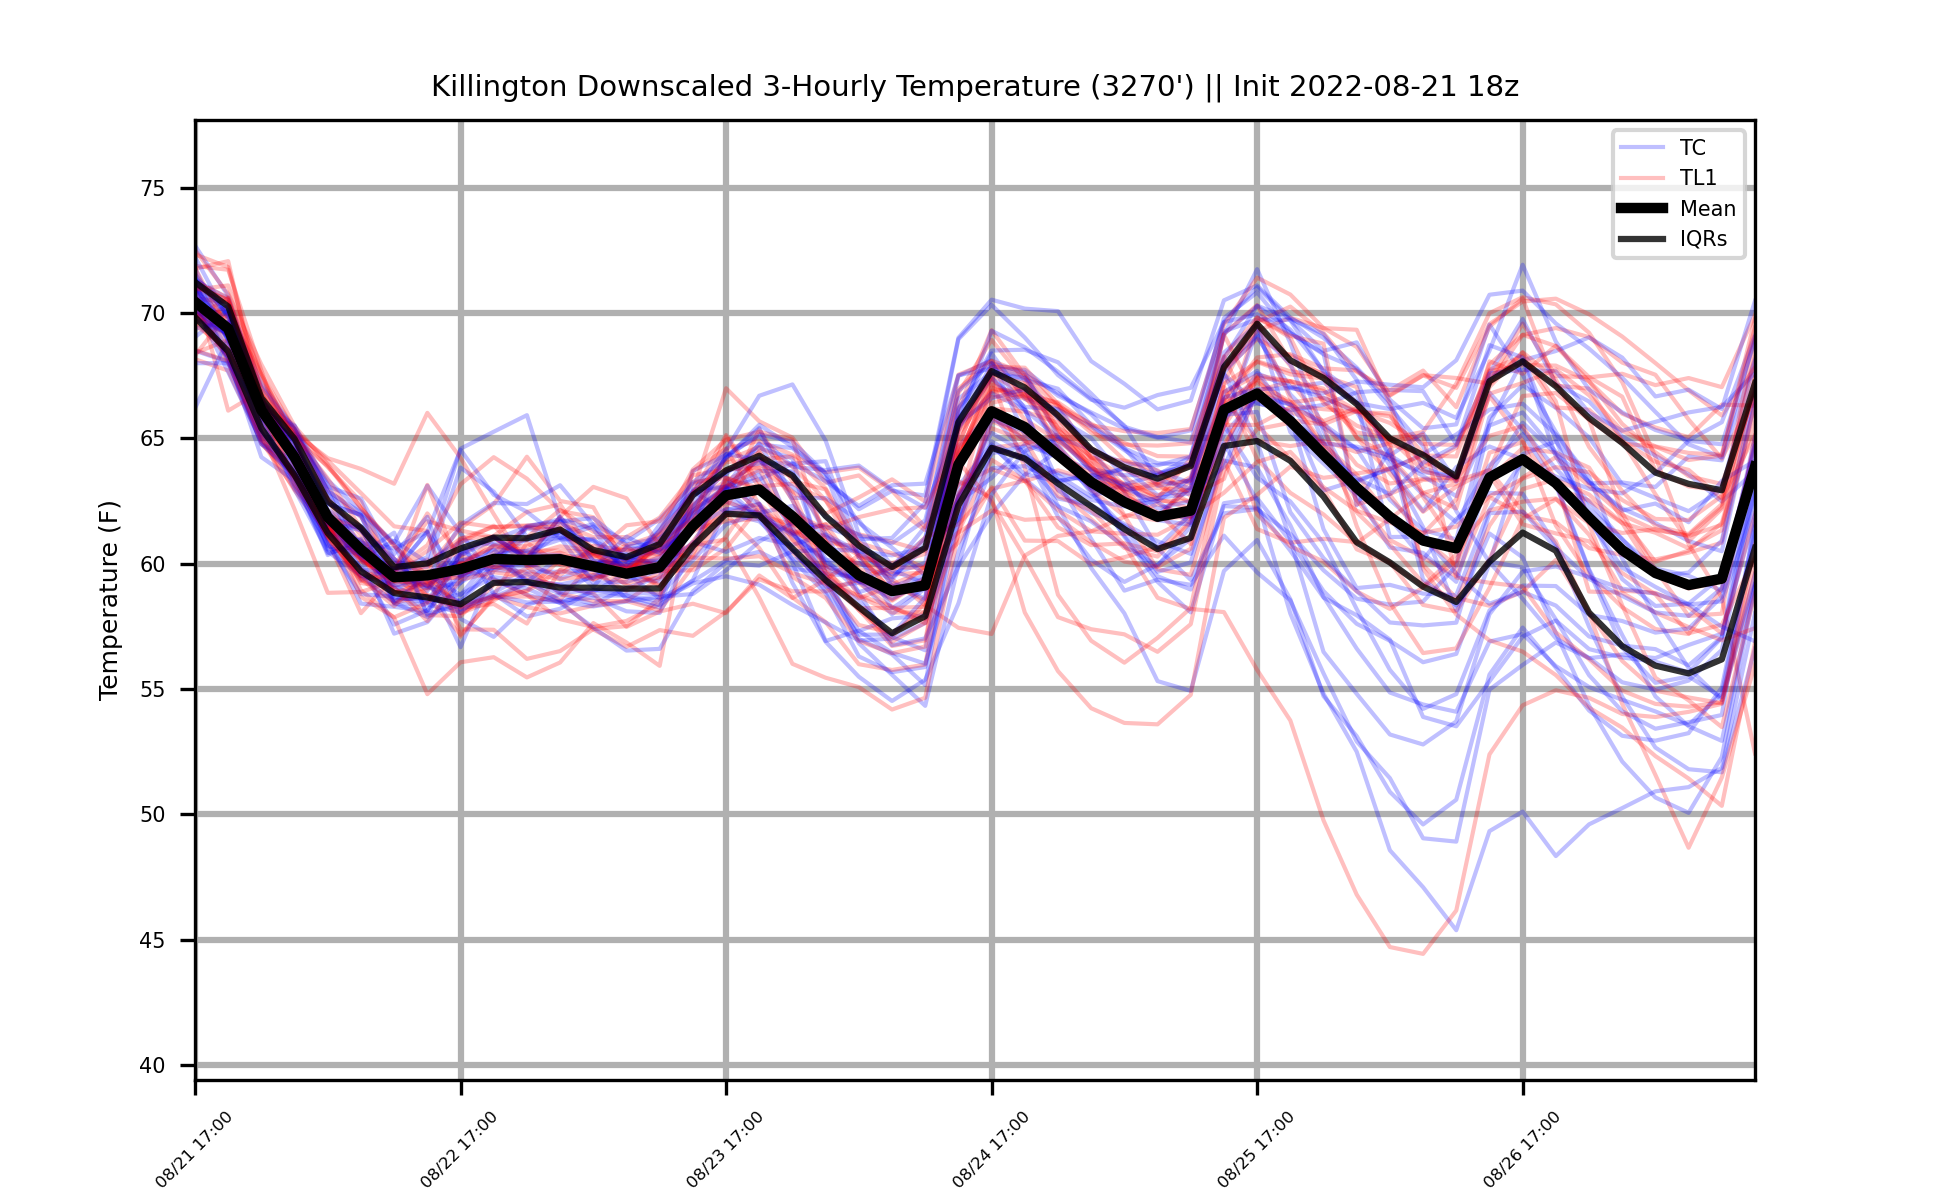 Killington Downscaled 3-Hourly Temperature (3270') || Init 2022-08-21 18z
TC
TL1
Mean
IQRs
Temperature (F)
75
70
65
60
55
50
45
40
08/21 17:00
08/22 17:00
08/23 17:00
08/24 17:00
08/25 17:00
08/26 17:00